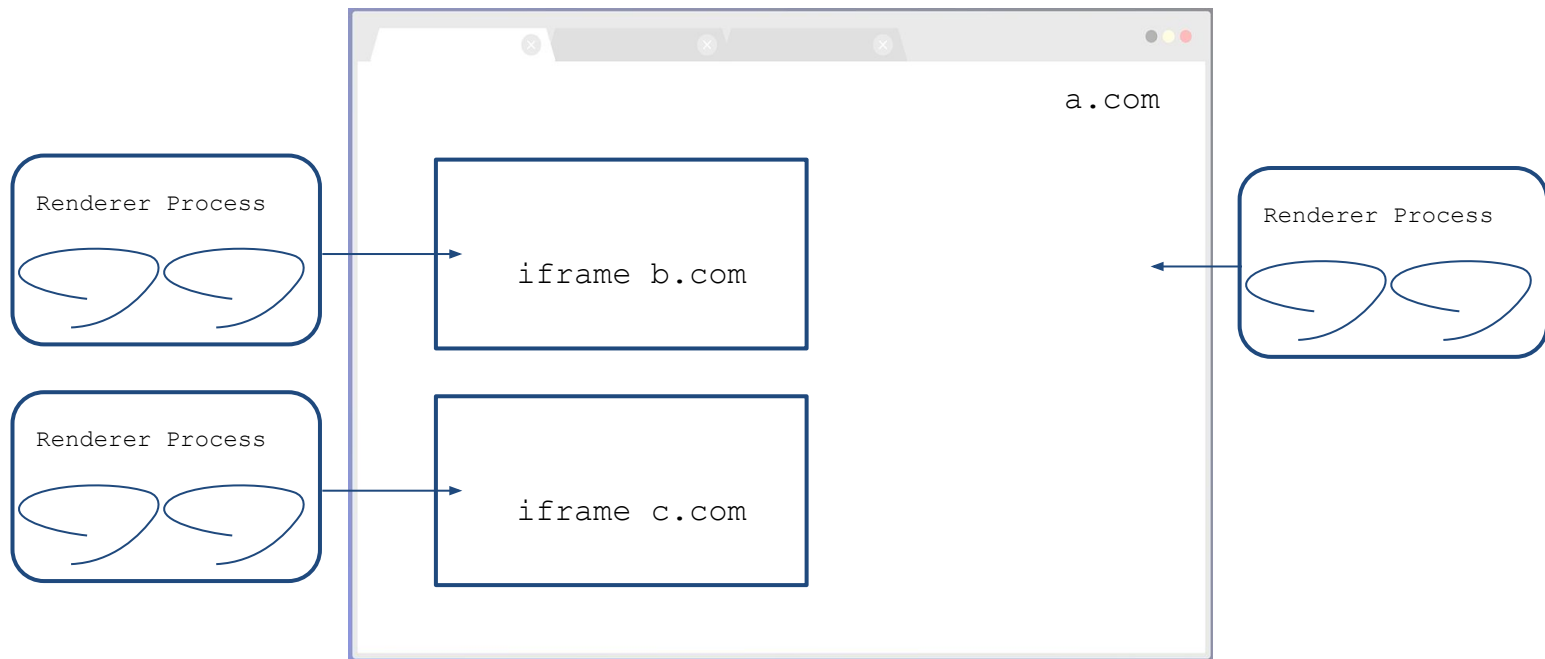 a.com
Renderer Process
iframe b.com
Renderer Process
Renderer Process
iframe c.com